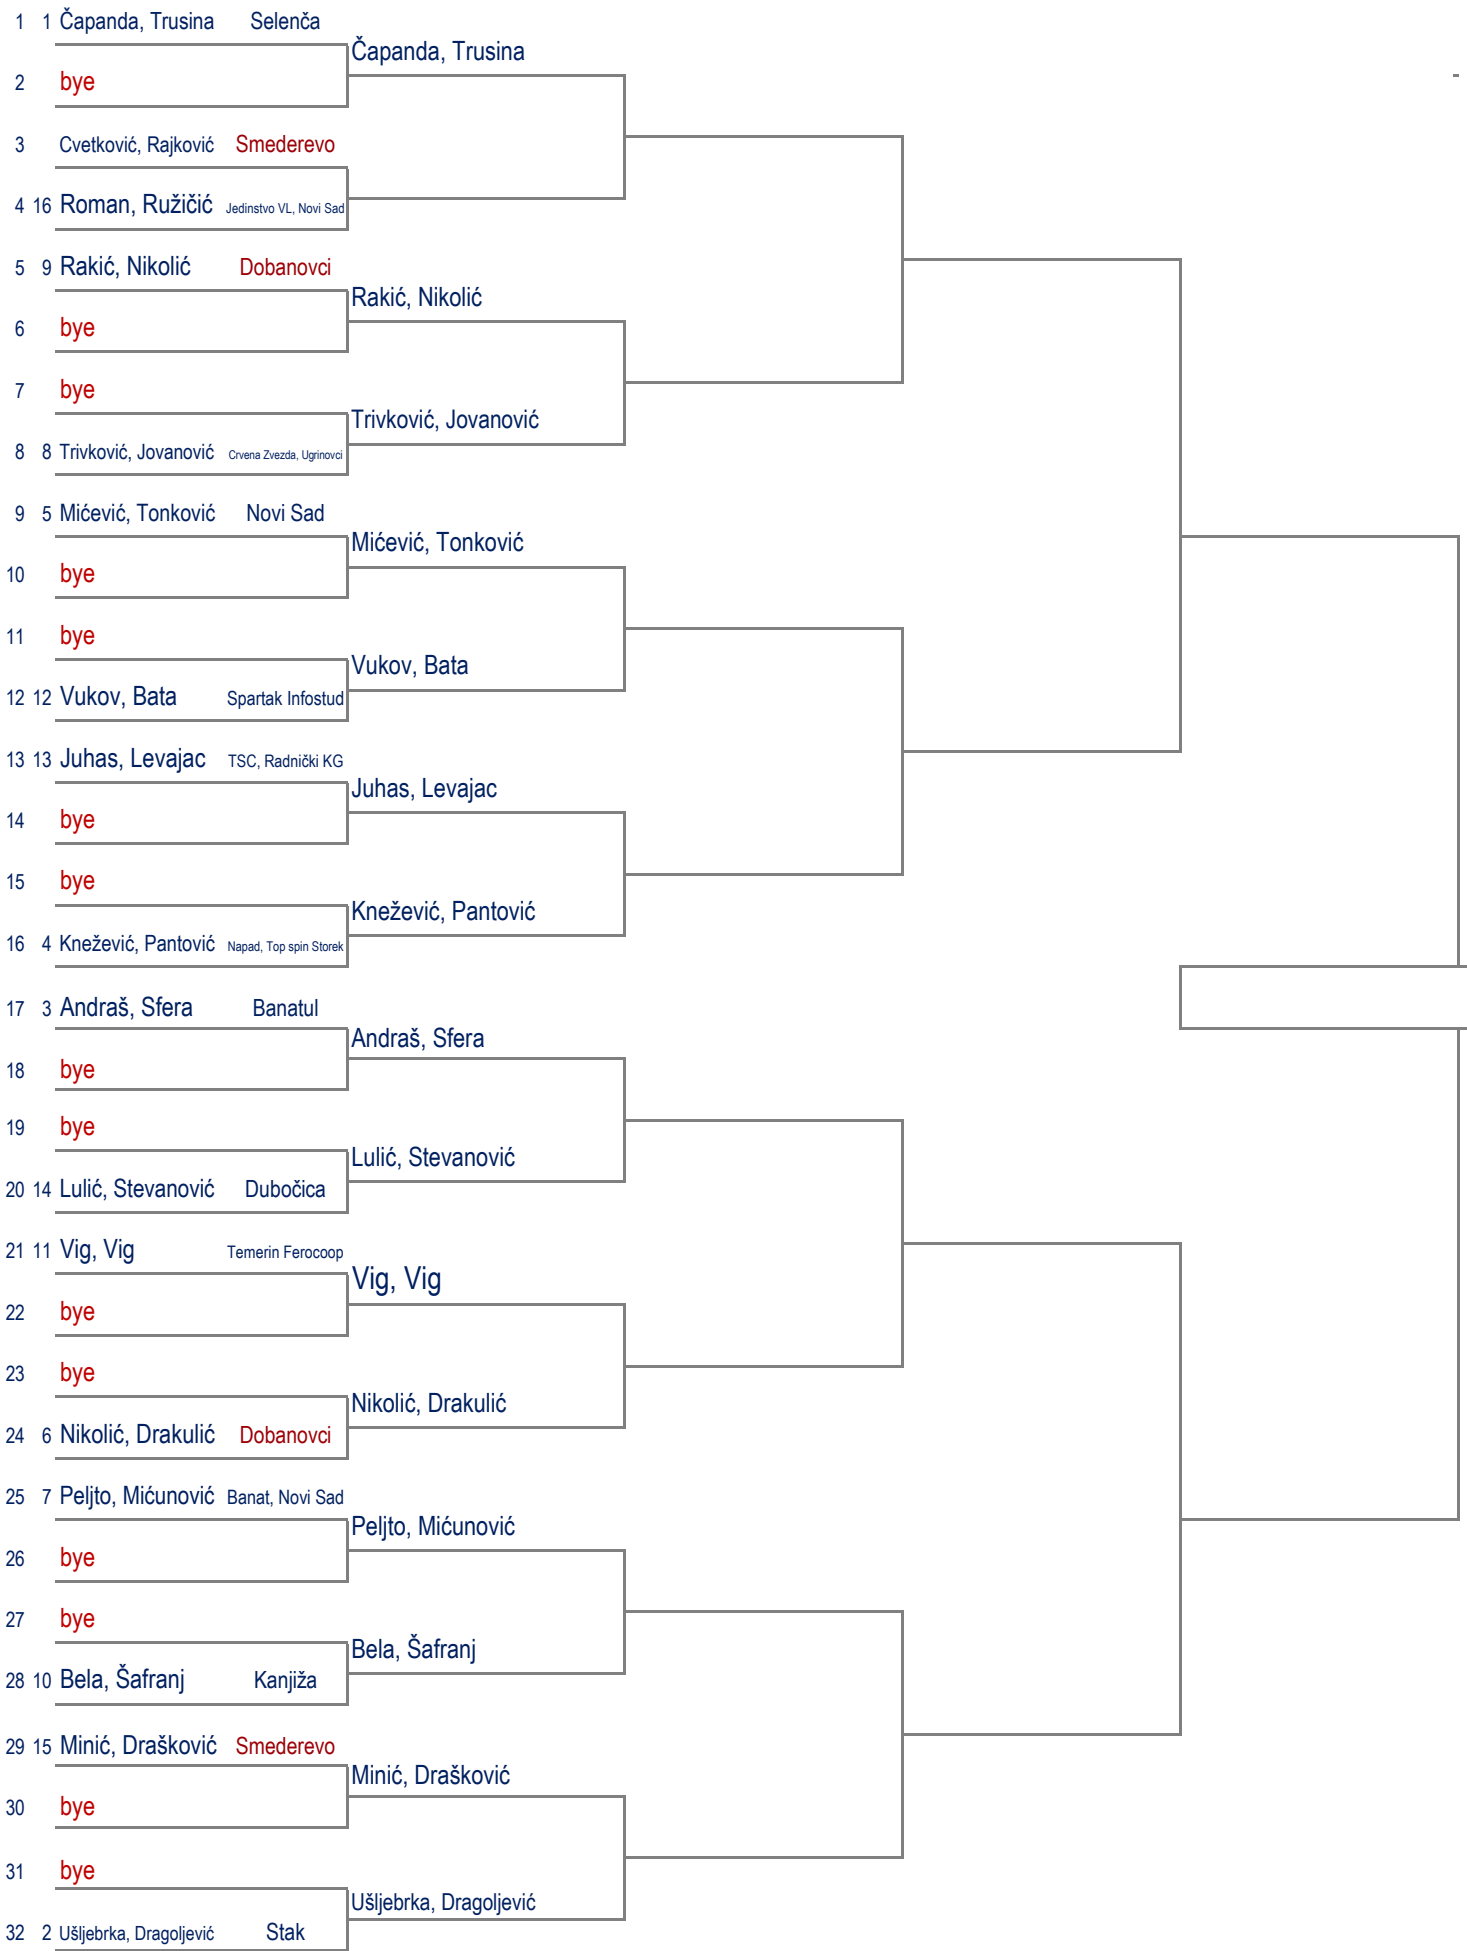 1 1 Čapanda, Trusina Selenča
Čapanda, Trusina
2 bye
3 Cvetković, Rajković Smederevo
4 16 Roman, Ružičić Jedinstvo VL, Novi Sad
5 9 Rakić, Nikolić Dobanovci
Rakić, Nikolić
6 bye
7 bye
Trivković, Jovanović
8 8 Trivković, Jovanović Crvena Zvezda, Ugrinovci
9 5 Mićević, Tonković Novi Sad
Mićević, Tonković
10 bye
11 bye
Vukov, Bata
12 12 Vukov, Bata Spartak Infostud
13 13 Juhas, Levajac TSC, Radnički KG
Juhas, Levajac
14 bye
15 bye
Knežević, Pantović
16 4 Knežević, Pantović Napad, Top spin Storek
17 3 Andraš, Sfera Banatul
Andraš, Sfera
18 bye
19 bye
Lulić, Stevanović
20 14 Lulić, Stevanović Dubočica
21 11 Vig, Vig Temerin Ferocoop
Vig, Vig
22 bye
23 bye
Nikolić, Drakulić
24 6 Nikolić, Drakulić Dobanovci
25 7 Peljto, Mićunović Banat, Novi Sad
Peljto, Mićunović
26 bye
27 bye
Bela, Šafranj
28 10 Bela, Šafranj Kanjiža
29 15 Minić, Drašković Smederevo
Minić, Drašković
30 bye
31 bye
Ušljebrka, Dragoljević
32 2 Ušljebrka, Dragoljević Stak